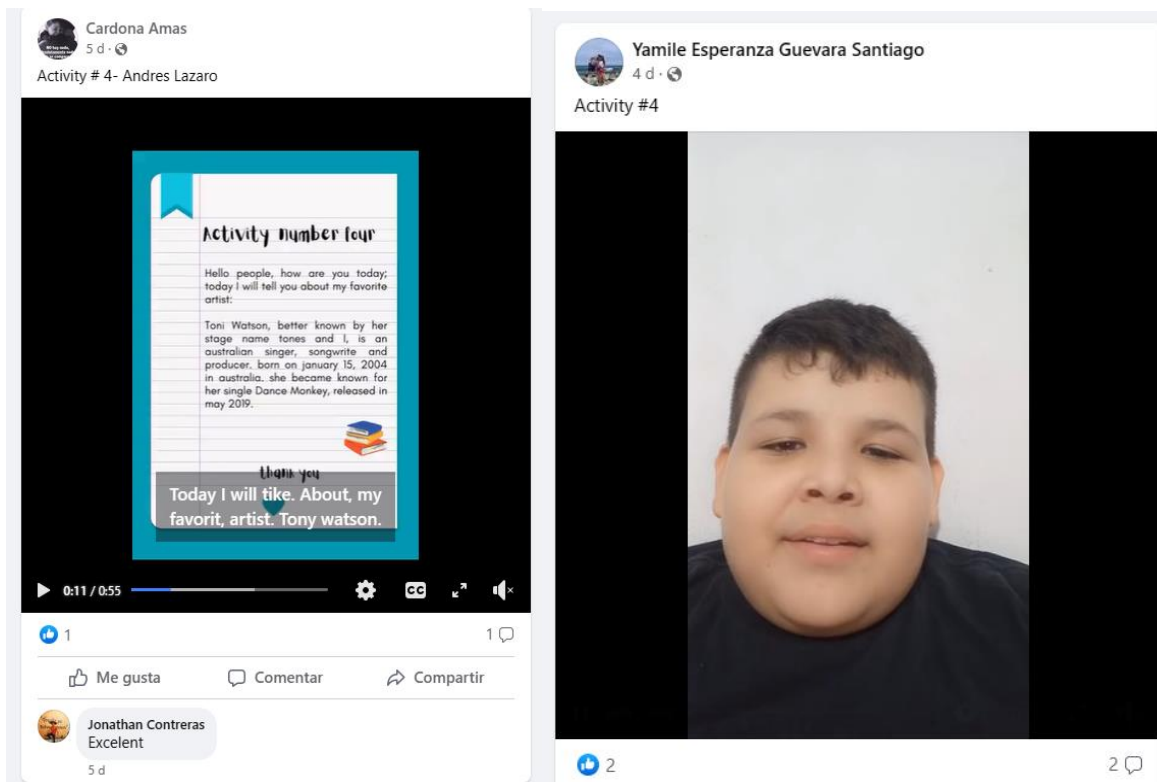 Cardona Amas
5 d
Activity # 4- Andres Lazaro
Activity number four
Hello people, how are you today;
today I will tell you about my favorite
artist:
Toni Watson, better known by her
stage name tones and I, is an
australian singer, songwrite and
producer. born on january 15, 2004
in australia. she became known for
her single Dance Monkey, released in
may 2019.
thank you
Today I will tike. About, my
favorit, artist. Tony watson.
0:11 / 0:55
CC
1
1
Me gusta
Comentar
Compartir
Jonathan Contreras
Excelent
5 d
Yamile Esperanza Guevara Santiago
4 d
Activity #4
2
2